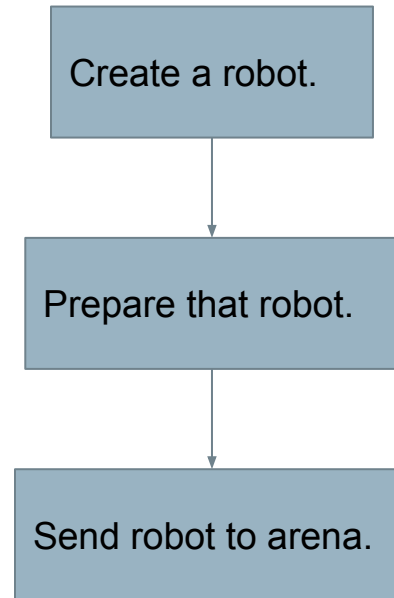 Create a robot.
Prepare that robot.
Send robot to arena.